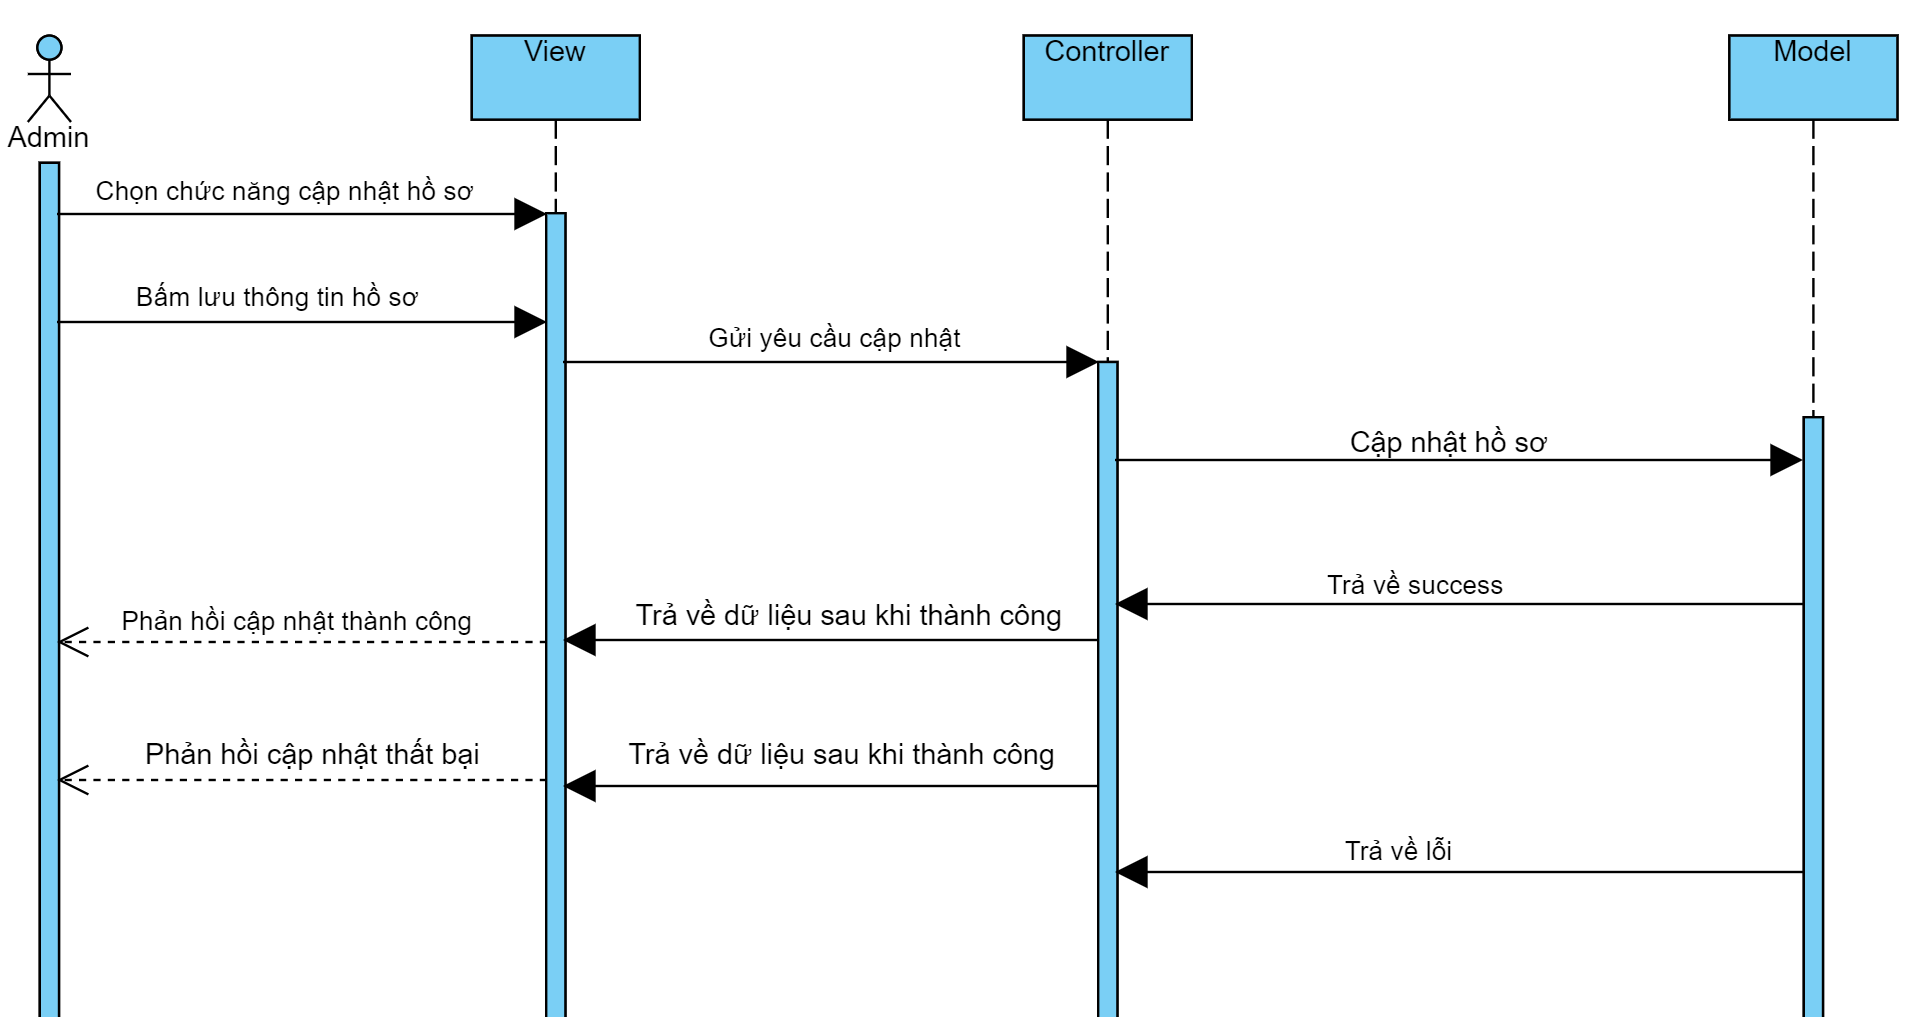 View
Controller
Model
Admin
Chọn chức năng cập nhật hồ sơ
Bấm lưu thông tin hồ sơ
Gửi yêu cầu cập nhật
Cập nhật hồ sơ
Trả về success
Trả về dữ liệu sau khi thành công
Phản hồi cập nhật thành công
Phản hồi cập nhật thất bại
Trả về dữ liệu sau khi thành công
Trả về lỗi